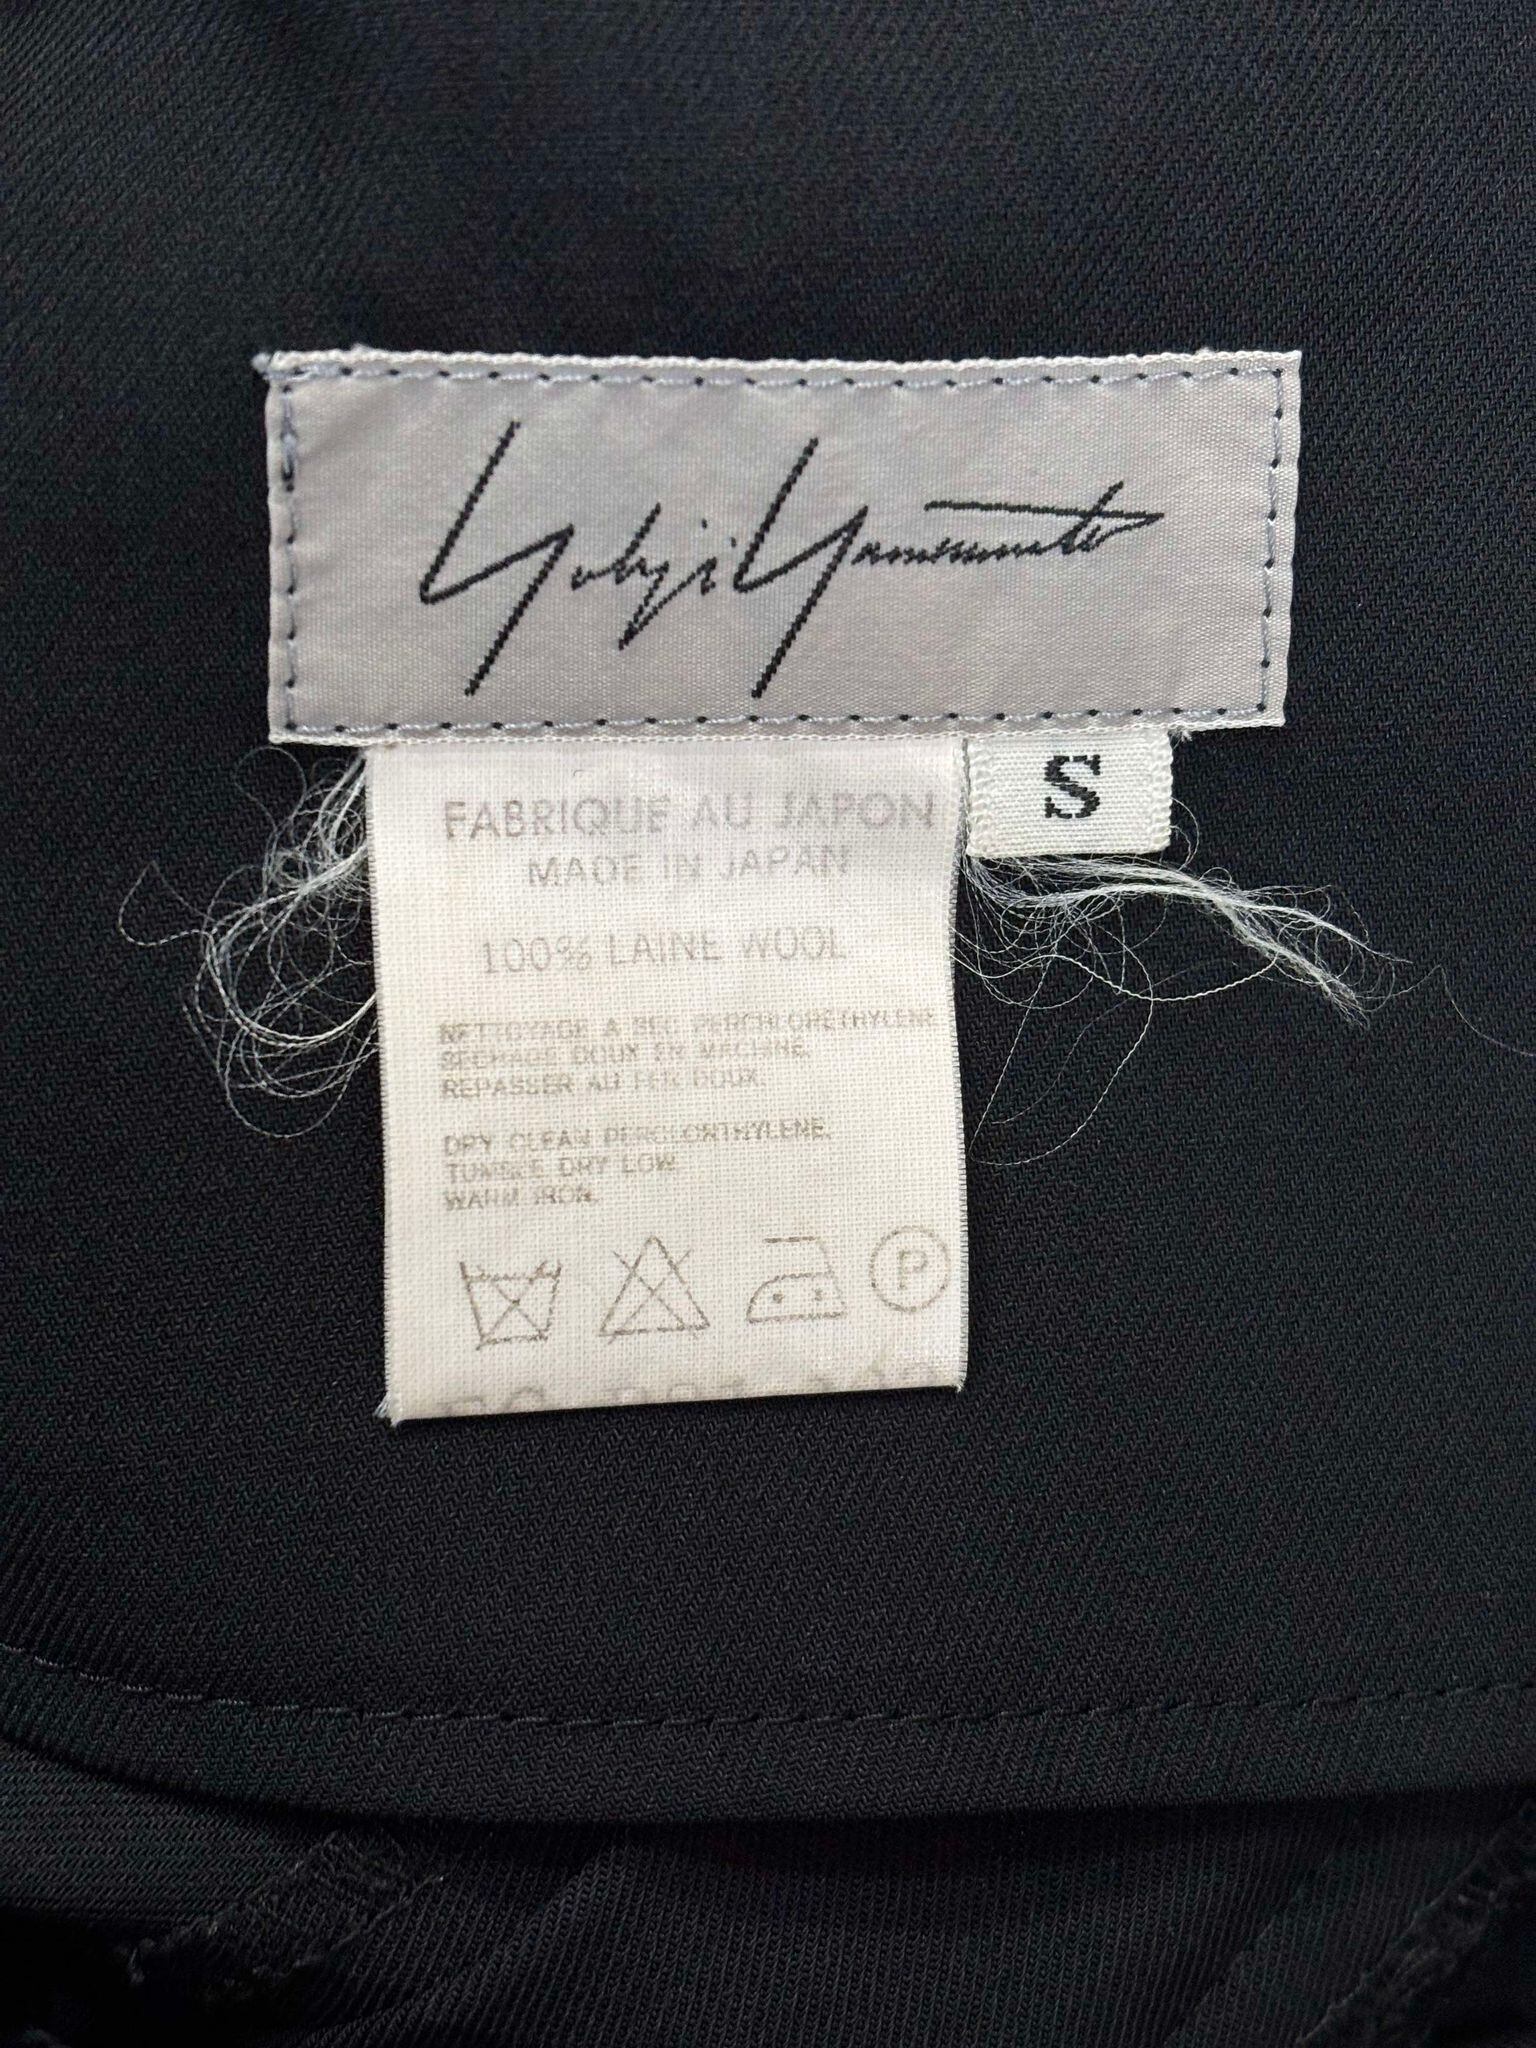 Yohji Yamamoto
S
FABRIQUE AU JAPON
MADE IN JAPAN
100% LAINE WOOL
NETTOYAGE A SEC PERCHLORETHYLENE
SECHAGE DOUX EN MACHINE.
REPASSER AU FER DOUX.
DRY CLEAN PERCLORTHYLENE.
TUMBLE DRY LOW
WARM IRON.
P